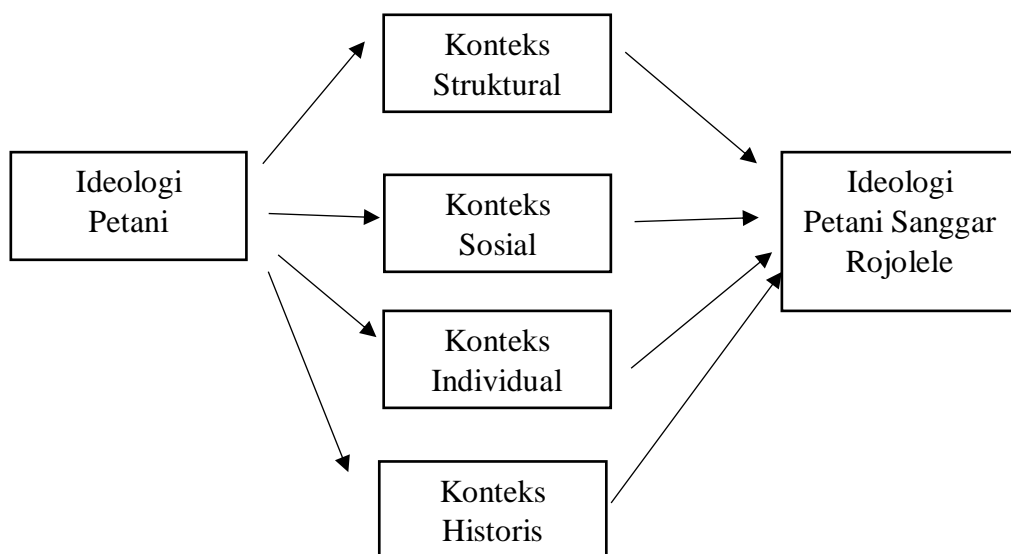 Konteks
Struktural
Ideologi
Petani
Konteks
Sosial
Ideologi
Petani Sanggar
Rojolele
Konteks
Individual
Konteks
Historis